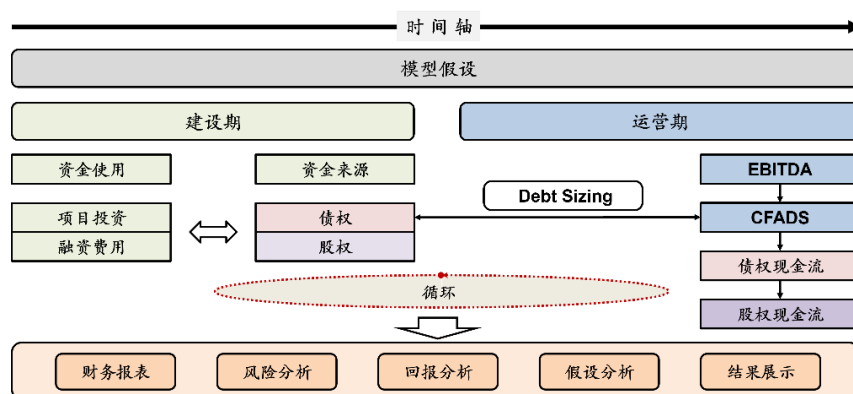 时间轴
模型假设
建设期
运营期
资金使用
资金来源
EBITDA
Debt Sizing
项目投资
债权
CFADS
融资费用
股权
债权现金流
循环
股权现金流
财务报表
风险分析
回报分析
假设分析
结果展示